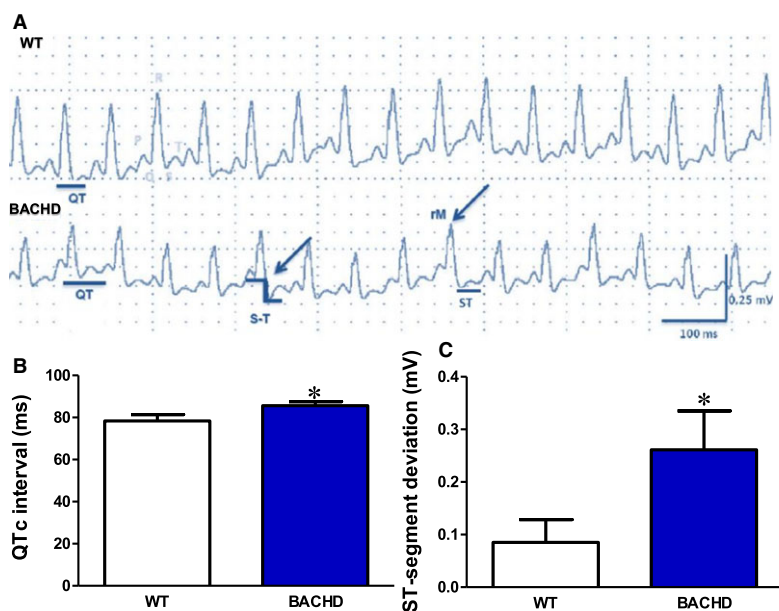 A
WT
R
P
T
Q
S
QT
BACHD
rM
QT
S-T
ST
0.25 mV
100 ms
B
QTc interval (ms)
100
80
60
40
20
0
*
WT
BACHD
C
ST-segment deviation (mV)
0.4
0.3
0.2
0.1
0.0
*
WT
BACHD